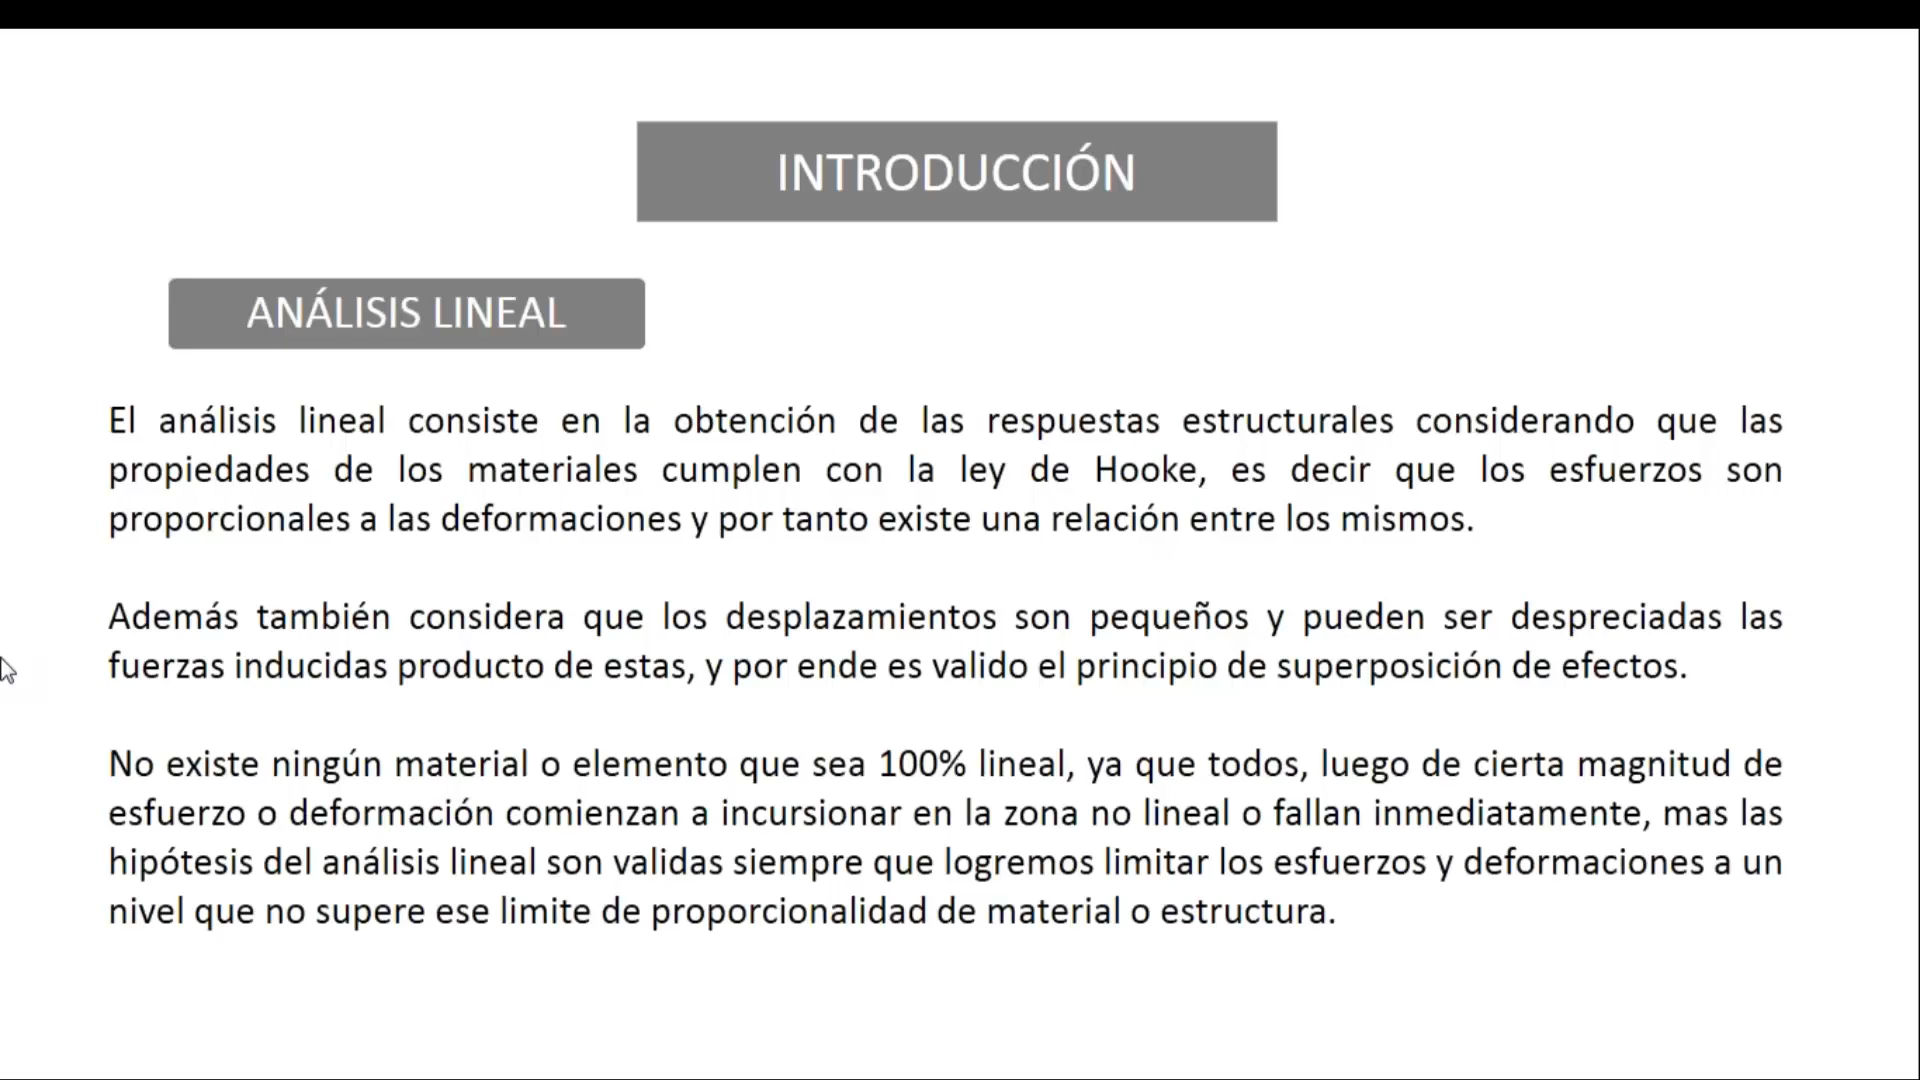 INTRODUCCIÓN
ANÁLISIS LINEAL
El análisis lineal consiste en la obtención de las respuestas estructurales considerando que las
propiedades de los materiales cumplen con la ley de Hooke, es decir que los esfuerzos son
proporcionales a las deformaciones y por tanto existe una relación entre los mismos.
Además también considera que los desplazamientos son pequeños y pueden ser despreciadas las
fuerzas inducidas producto de estas, y por ende es valido el principio de superposición de efectos.
No existe ningún material o elemento que sea 100% lineal, ya que todos, luego de cierta magnitud de
esfuerzo o deformación comienzan a incursionar en la zona no lineal o fallan inmediatamente, mas las
hipótesis del análisis lineal son validas siempre que logremos limitar los esfuerzos y deformaciones a un
nivel que no supere ese limite de proporcionalidad de material o estructura.